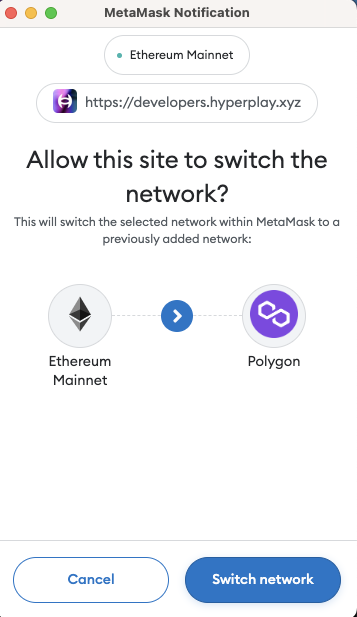 MetaMask Notification
Ethereum Mainnet
https://developers.hyperplay.xyz
Allow this site to switch the
network?
This will switch the selected network within MetaMask to a
previously added network:
Ethereum
Mainnet
Polygon
Cancel
Switch network